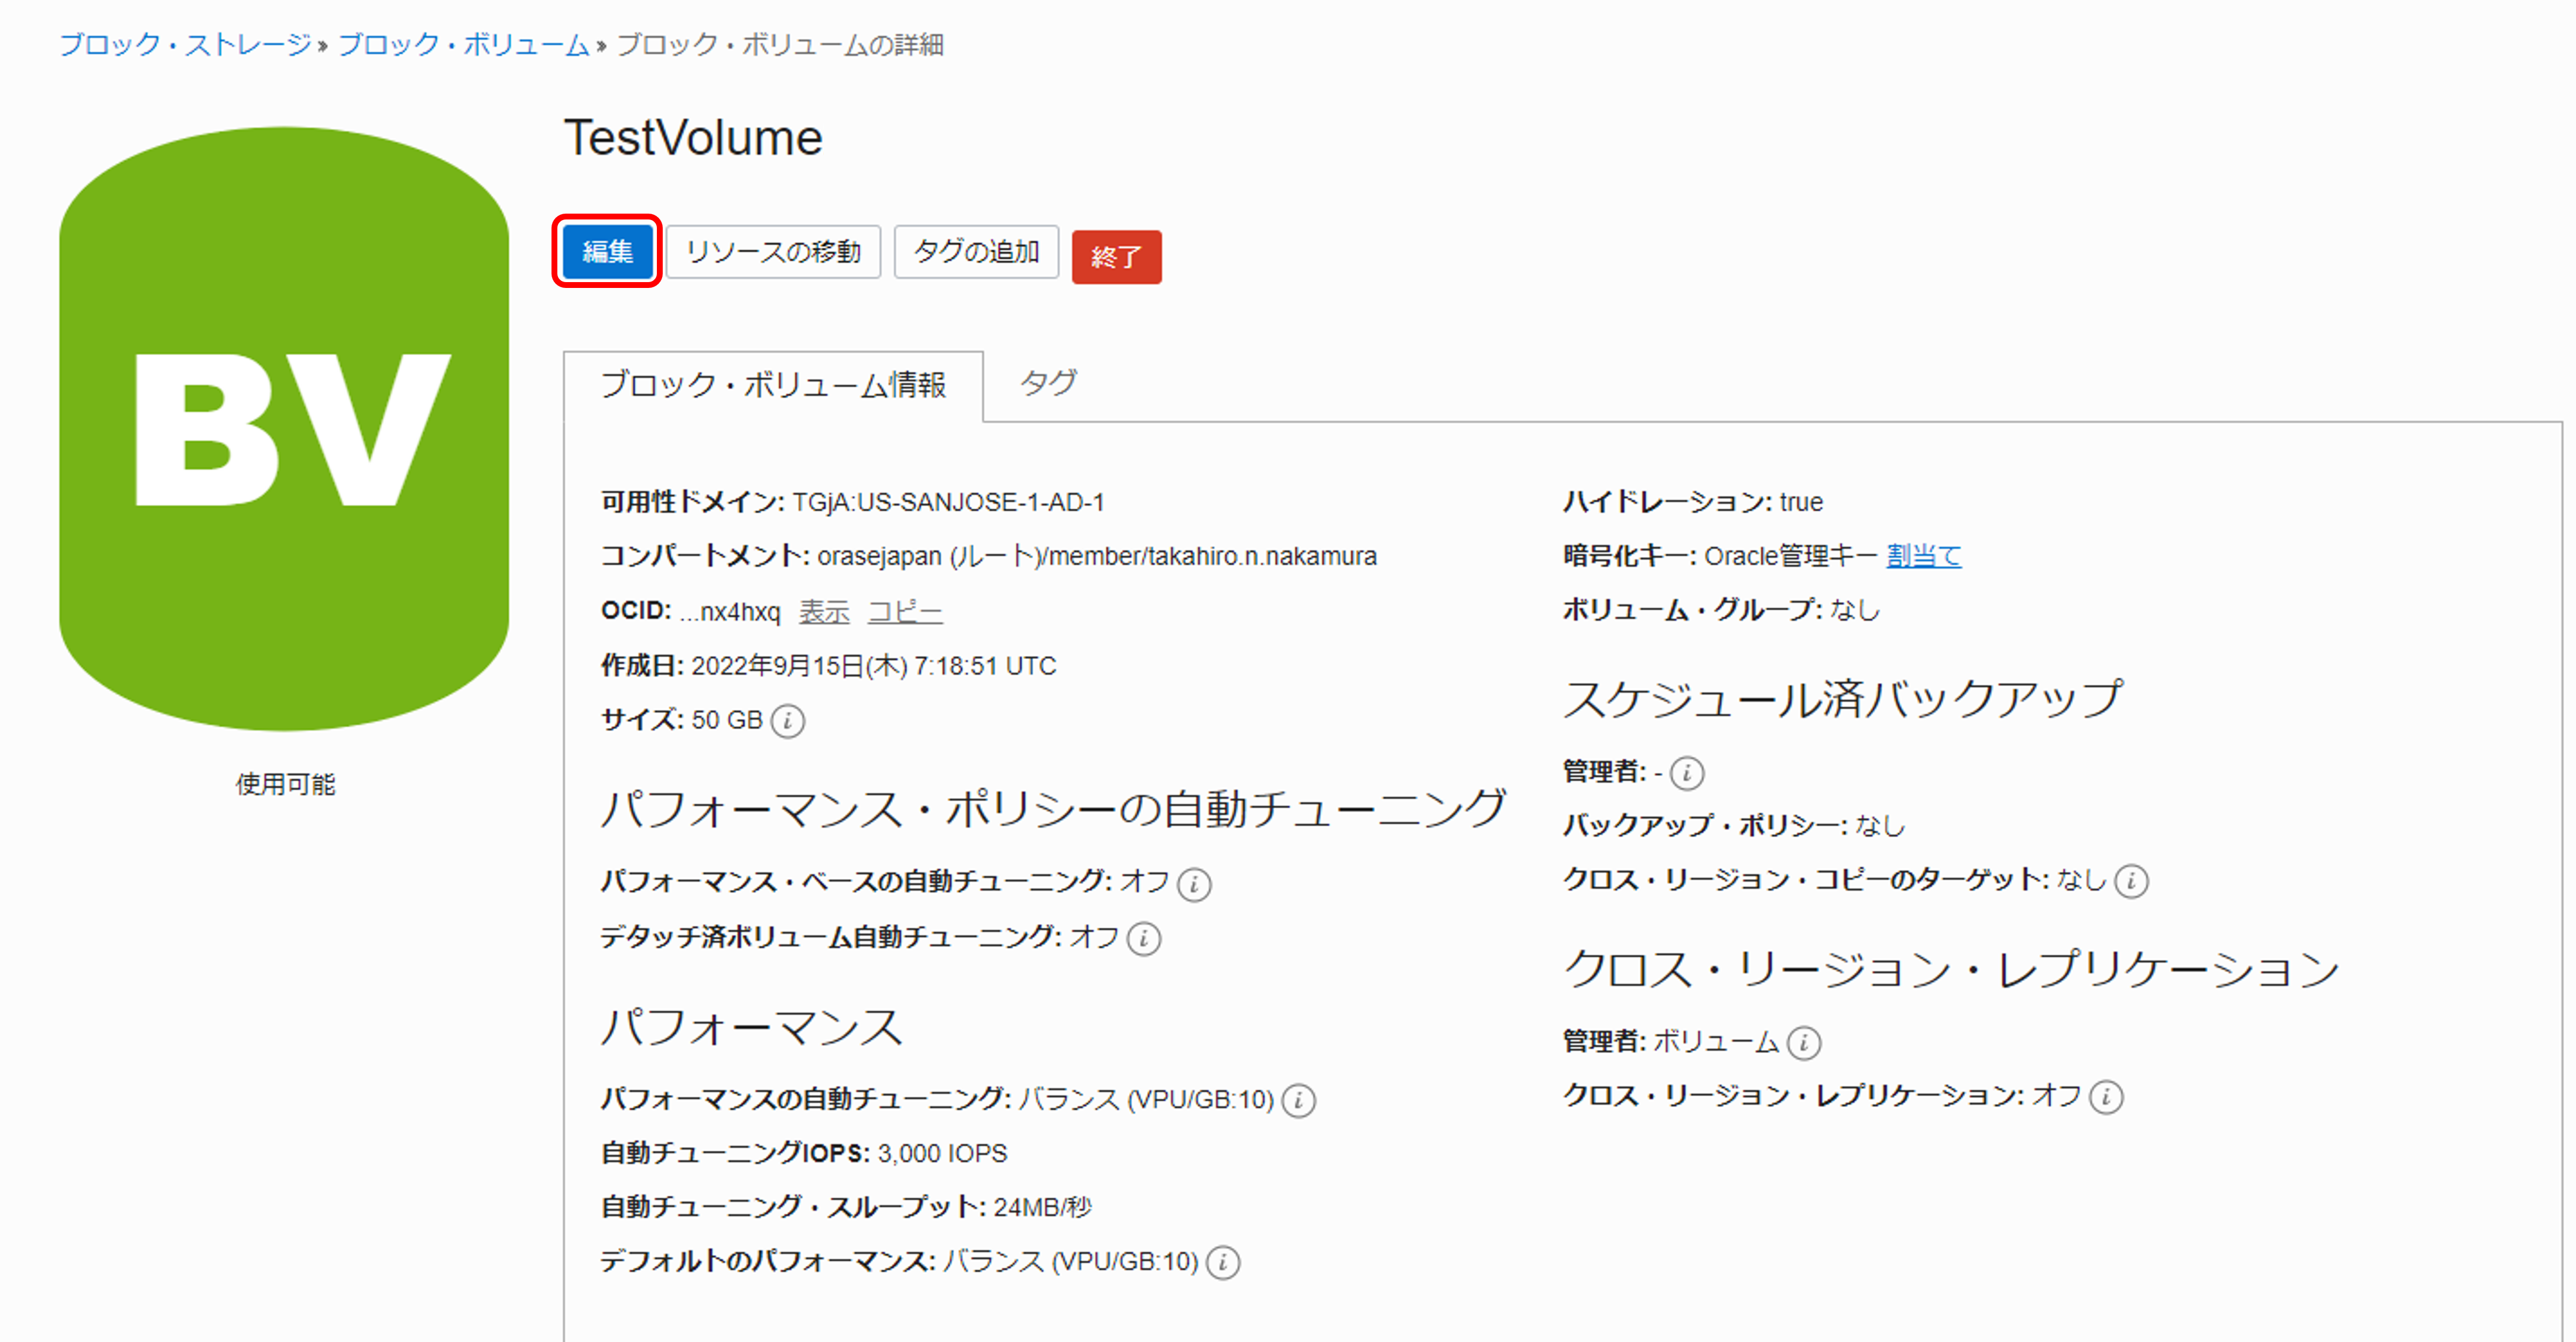 ブロック・ストレージ » ブロック・ボリューム » ブロック・ボリュームの詳細
BV
使用可能
TestVolume
編集 リソースの移動 タグの追加 終了
ブロック・ボリューム情報 タグ
可用性ドメイン: TGjA:US-SANJOSE-1-AD-1
コンパートメント: orasejapan (ルート)/member/takahiro.n.nakamura
OCID: ...nx4hxq 表示 コピー
作成日: 2022年9月15日(木) 7:18:51 UTC
サイズ: 50 GB i
パフォーマンス・ポリシーの自動チューニング
パフォーマンス・ベースの自動チューニング: オフ i
デタッチ済ボリューム自動チューニング: オフ i
パフォーマンス
パフォーマンスの自動チューニング: バランス (VPU/GB:10) i
自動チューニングIOPS: 3,000 IOPS
自動チューニング・スループット: 24MB/秒
デフォルトのパフォーマンス: バランス (VPU/GB:10) i
ハイドレーション: true
暗号化キー: Oracle管理キー 割当て
ボリューム・グループ: なし
スケジュール済バックアップ
管理者: - i
バックアップ・ポリシー: なし
クロス・リージョン・コピーのターゲット: なし i
クロス・リージョン・レプリケーション
管理者: ボリューム i
クロス・リージョン・レプリケーション: オフ i